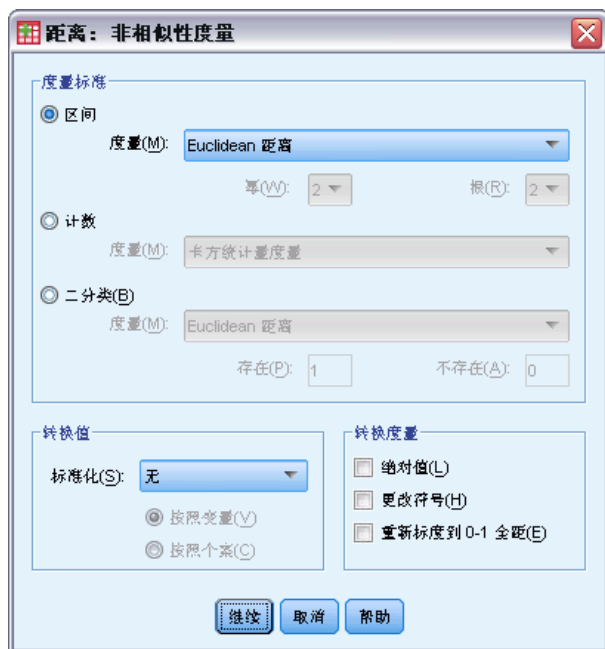 距离：非相似性度量
度量标准
区间
度量(M): Euclidean 距离
幂(W): 2 根(R): 2
计数
度量(M): 卡方统计量度量
二分类(B)
度量(M): Euclidean 距离
存在(P): 1 不存在(A): 0
转换值
标准化(S): 无
按照变量(V)
按照个案(C)
转换度量
绝对值(L)
更改符号(H)
重新标度到 0-1 全距(E)
继续 取消 帮助